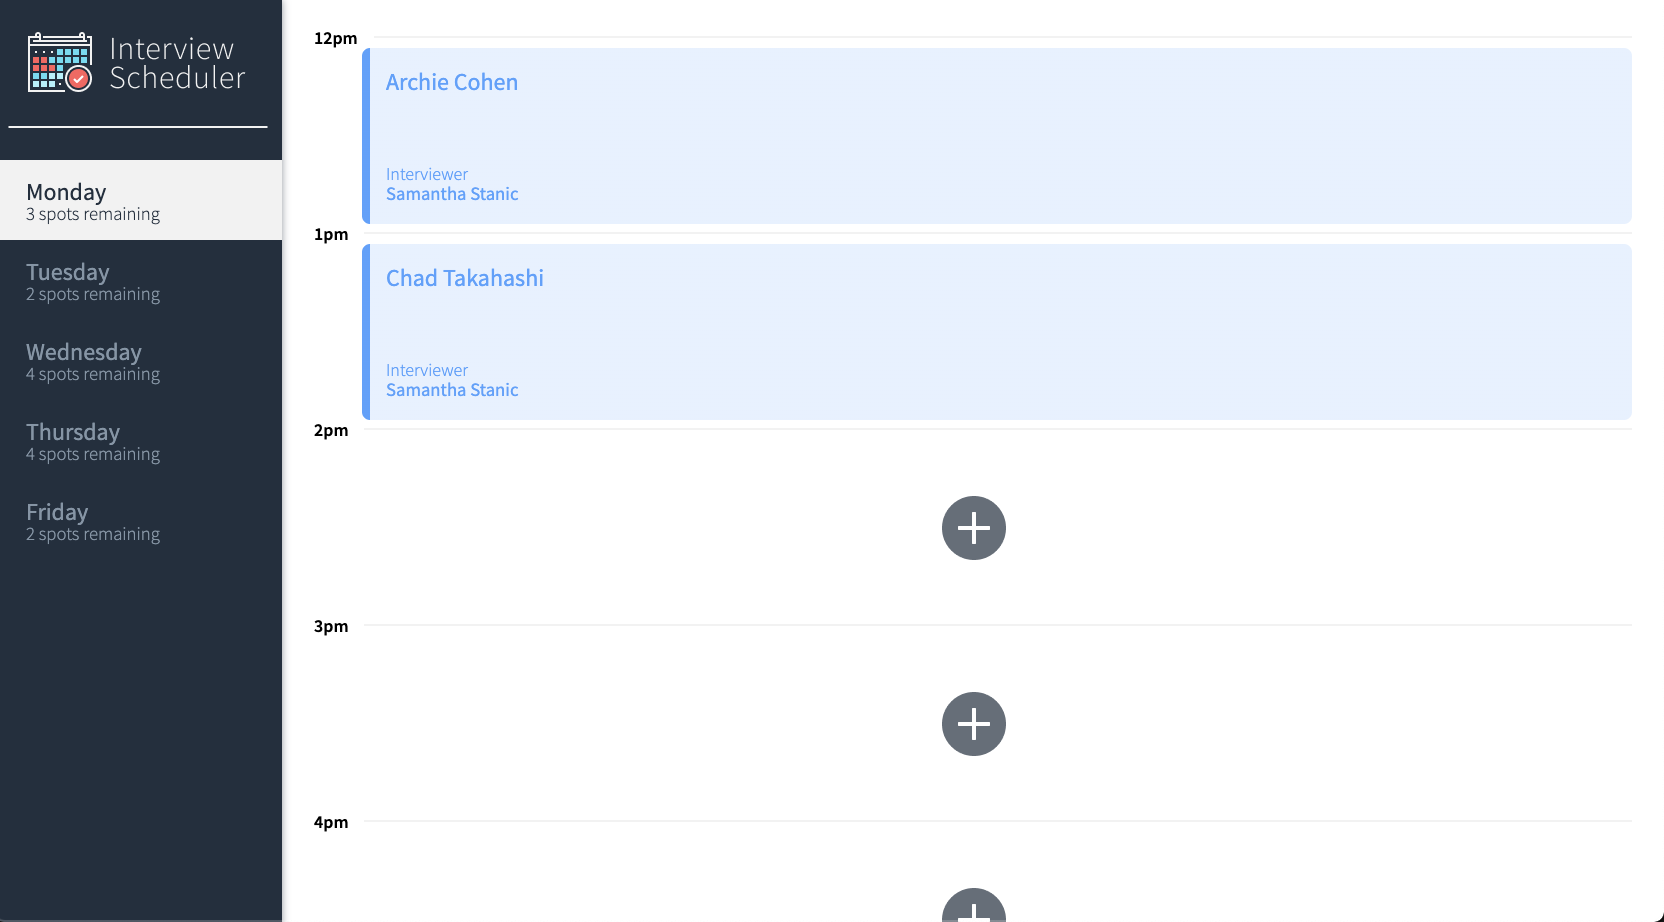 Interview
Scheduler
Monday
3 spots remaining
Tuesday
2 spots remaining
Wednesday
4 spots remaining
Thursday
4 spots remaining
Friday
2 spots remaining
12pm
Archie Cohen
Interviewer
Samantha Stanic
1pm
Chad Takahashi
Interviewer
Samantha Stanic
2pm
3pm
4pm